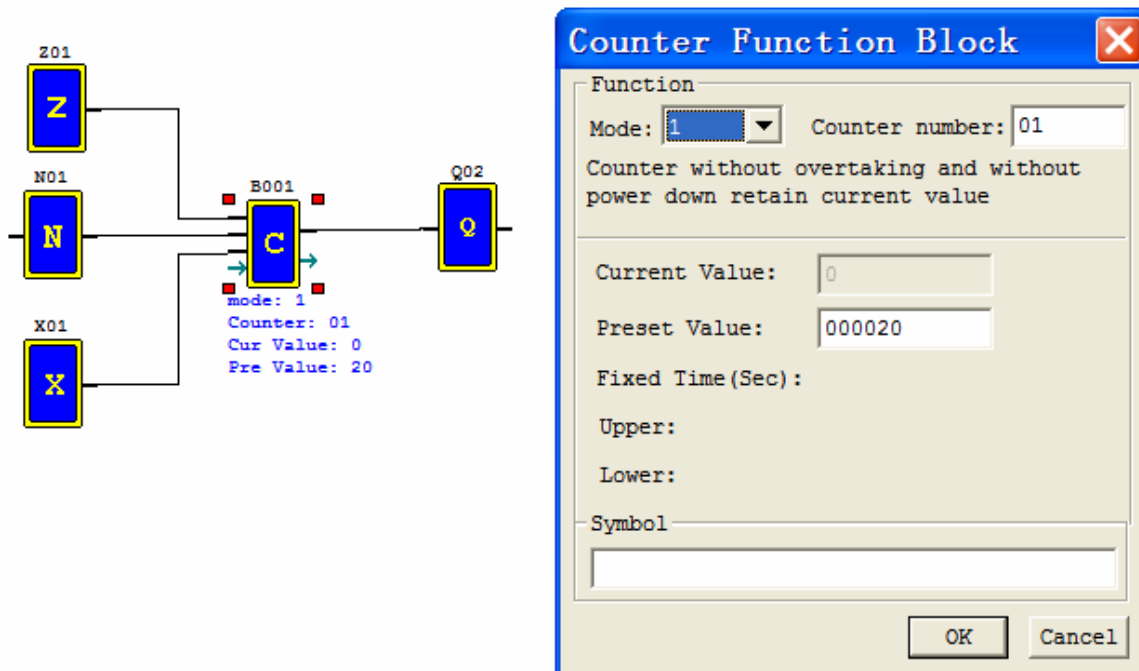 Z01
Z
N01
N
X01
X
B001
C
mode: 1
Counter: 01
Cur Value: 0
Pre Value: 20
Q02
Q
Counter Function Block
Function
Mode: 1 Counter number: 01
Counter without overtaking and without
power down retain current value
Current Value: 0
Preset Value: 000020
Fixed Time(Sec):
Upper:
Lower:
Symbol
OK Cancel